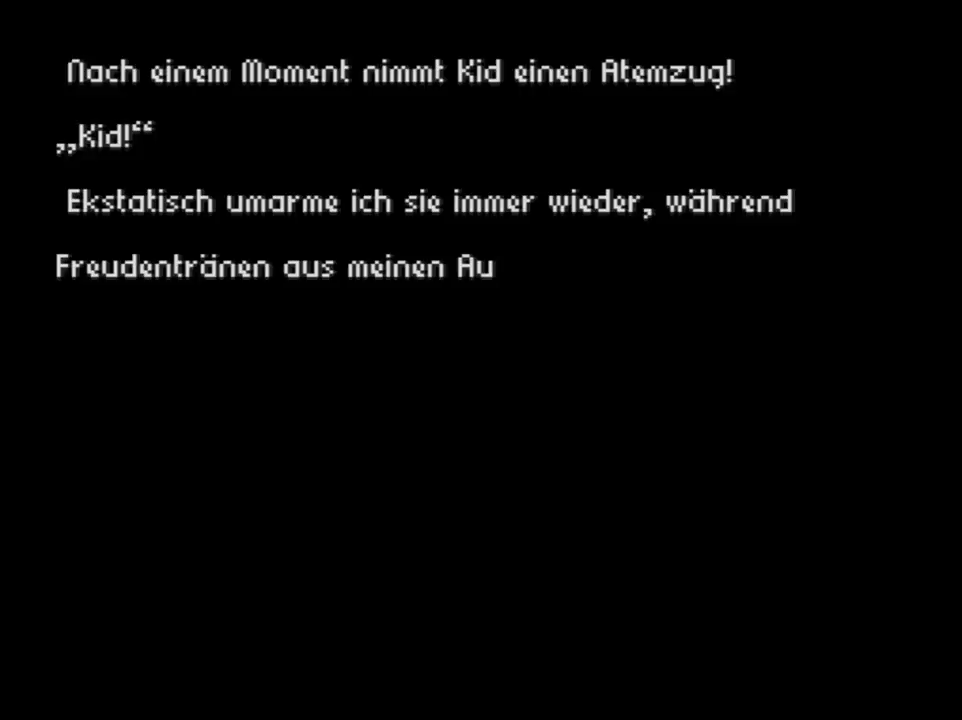 Nach einem Moment nimmt Kid einen Atemzug!
„Kid!“
Ekstatisch umarme ich sie immer wieder, während
Freudentränen aus meinen Au